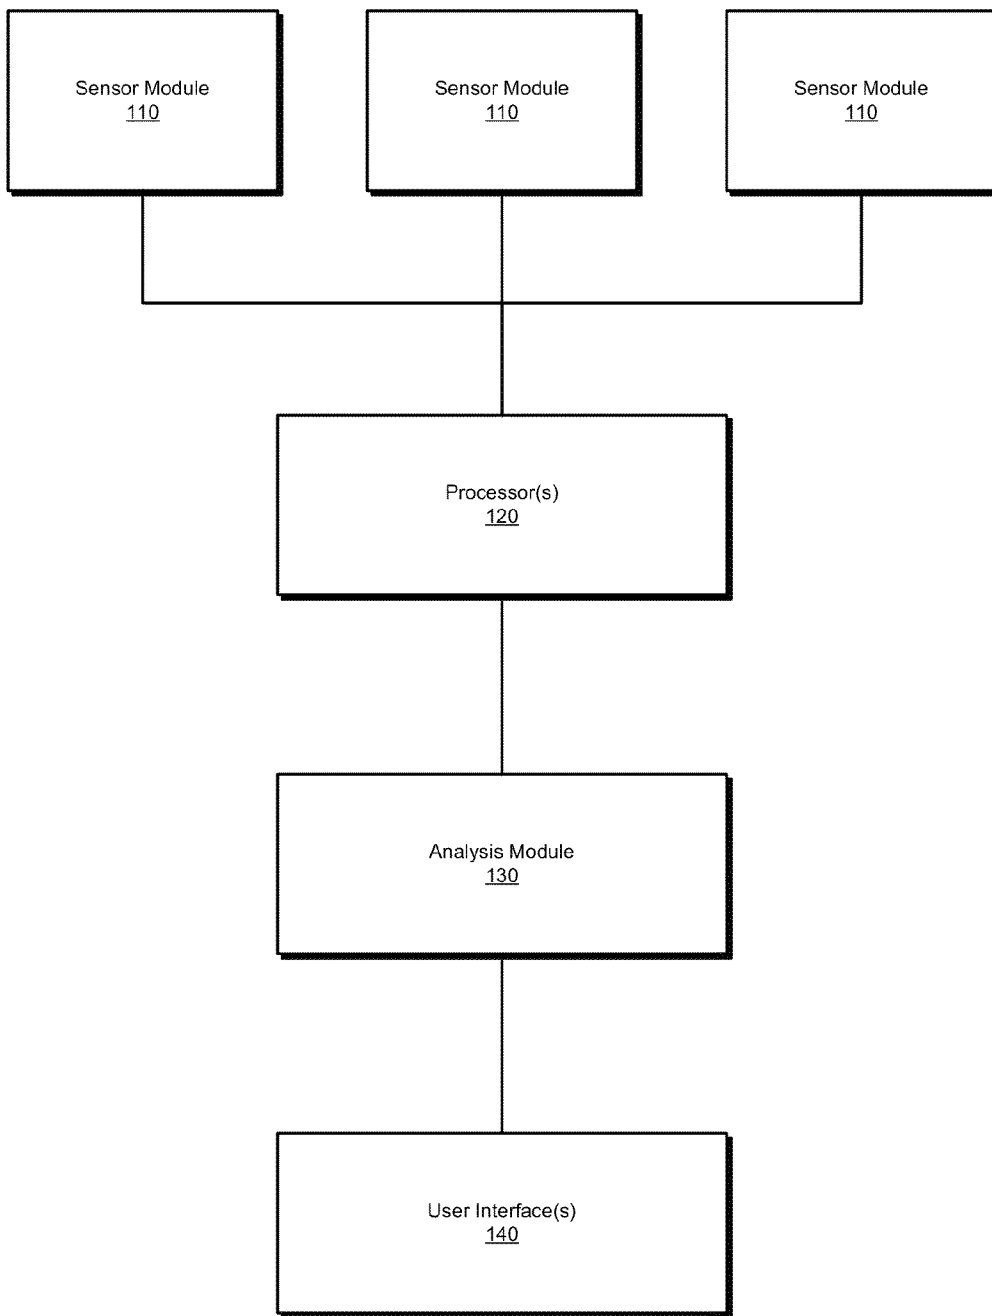 Sensor Module
110
Sensor Module
110
Sensor Module
110
Processor(s)
120
Analysis Module
130
User Interface(s)
140